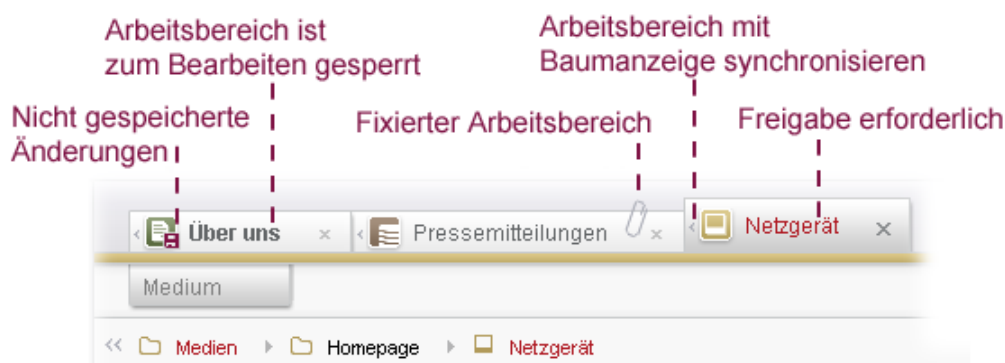 Arbeitsbereich ist
zum Bearbeiten gesperrt
Arbeitsbereich mit
Baumanzeige synchronisieren
Nicht gespeicherte
Änderungen
Fixierter Arbeitsbereich
Freigabe erforderlich
Über uns
Pressemitteilungen
Netzgerät
Medium
Medien
Homepage
Netzgerät